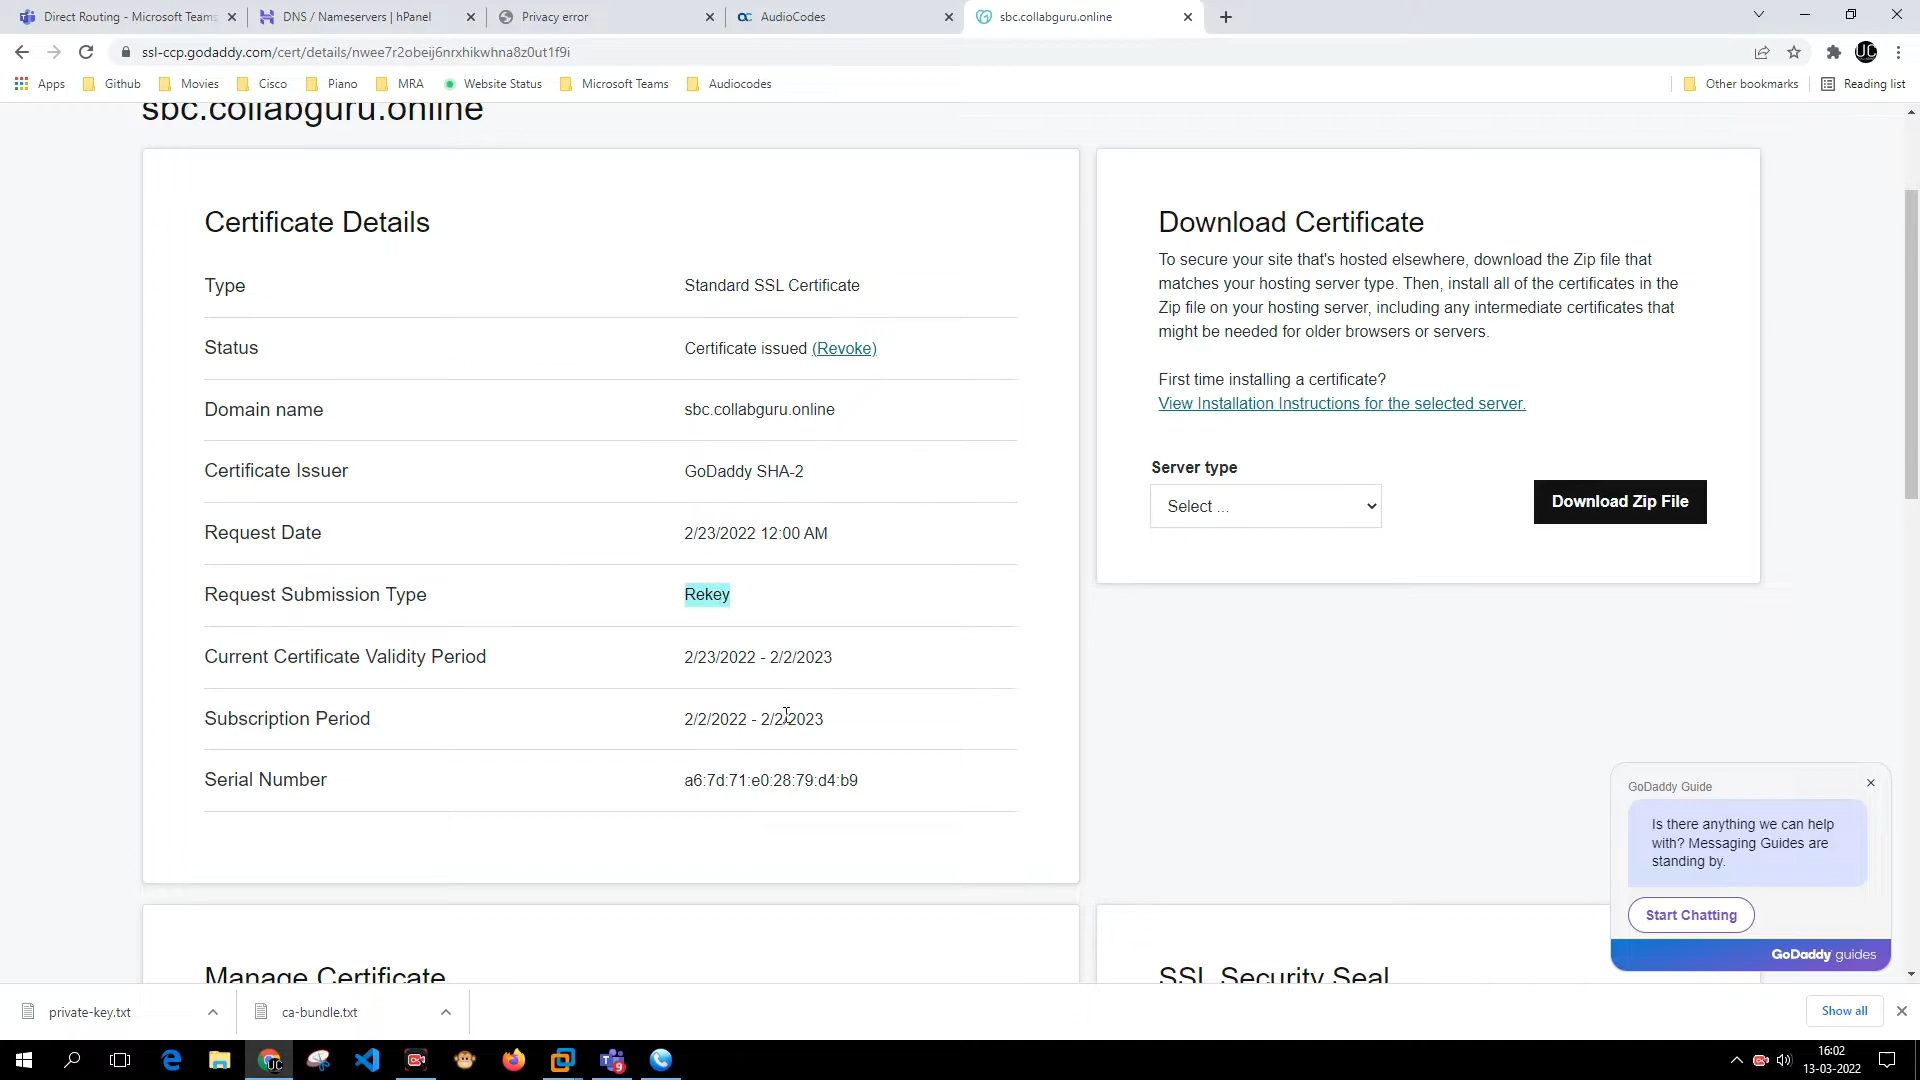 Direct Routing - Microsoft Teams
DNS / Nameservers | hPanel
Privacy error
AudioCodes
sbc.collabguru.online
ssl-ccp.godaddy.com/cert/details/nwee7r2obeij6nrxhikwhna8z0ut1f9i
UC
Apps
Github
Movies
Cisco
Piano
MRA
Website Status
Microsoft Teams
Audiocodes
Other bookmarks
Reading list
sbc.collabguru.online
Certificate Details
Type
Standard SSL Certificate
Status
Certificate issued (Revoke)
Domain name
sbc.collabguru.online
Certificate Issuer
GoDaddy SHA-2
Request Date
2/23/2022 12:00 AM
Request Submission Type
Rekey
Current Certificate Validity Period
2/23/2022 - 2/2/2023
Subscription Period
2/2/2022 - 2/2/2023
Serial Number
a6:7d:71:e0:28:79:d4:b9
Download Certificate
To secure your site that's hosted elsewhere, download the Zip file that
matches your hosting server type. Then, install all of the certificates in the
Zip file on your hosting server, including any intermediate certificates that
might be needed for older browsers or servers.
First time installing a certificate?
View Installation Instructions for the selected server.
Server type
Select ...
Download Zip File
Manage Certificate
SSL Security Seal
GoDaddy Guide
Is there anything we can help
with? Messaging Guides are
standing by.
Start Chatting
GoDaddy guides
private-key.txt
ca-bundle.txt
Show all
UC
9
16:02
13-03-2022